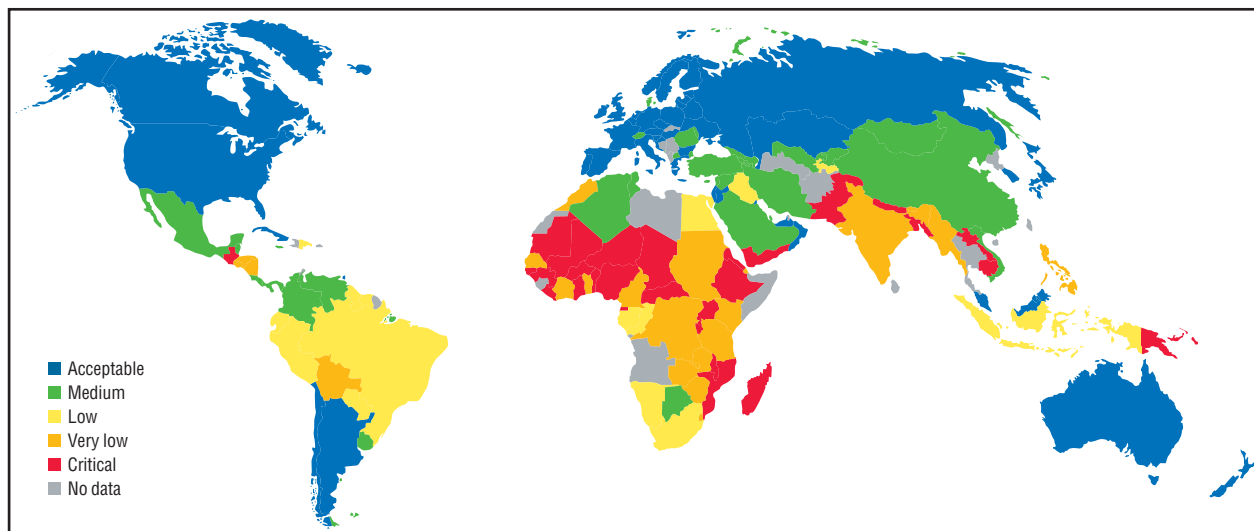 Acceptable
Medium
Low
Very low
Critical
No data